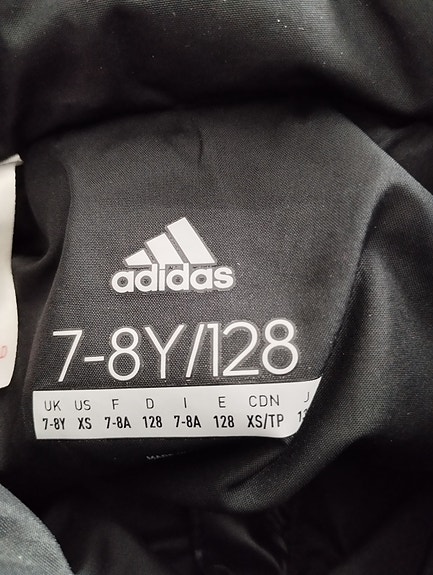 adidas
7-8Y/128
UK US F D I E CDN J
7-8Y XS 7-8A 128 7-8A 128 XS/TP